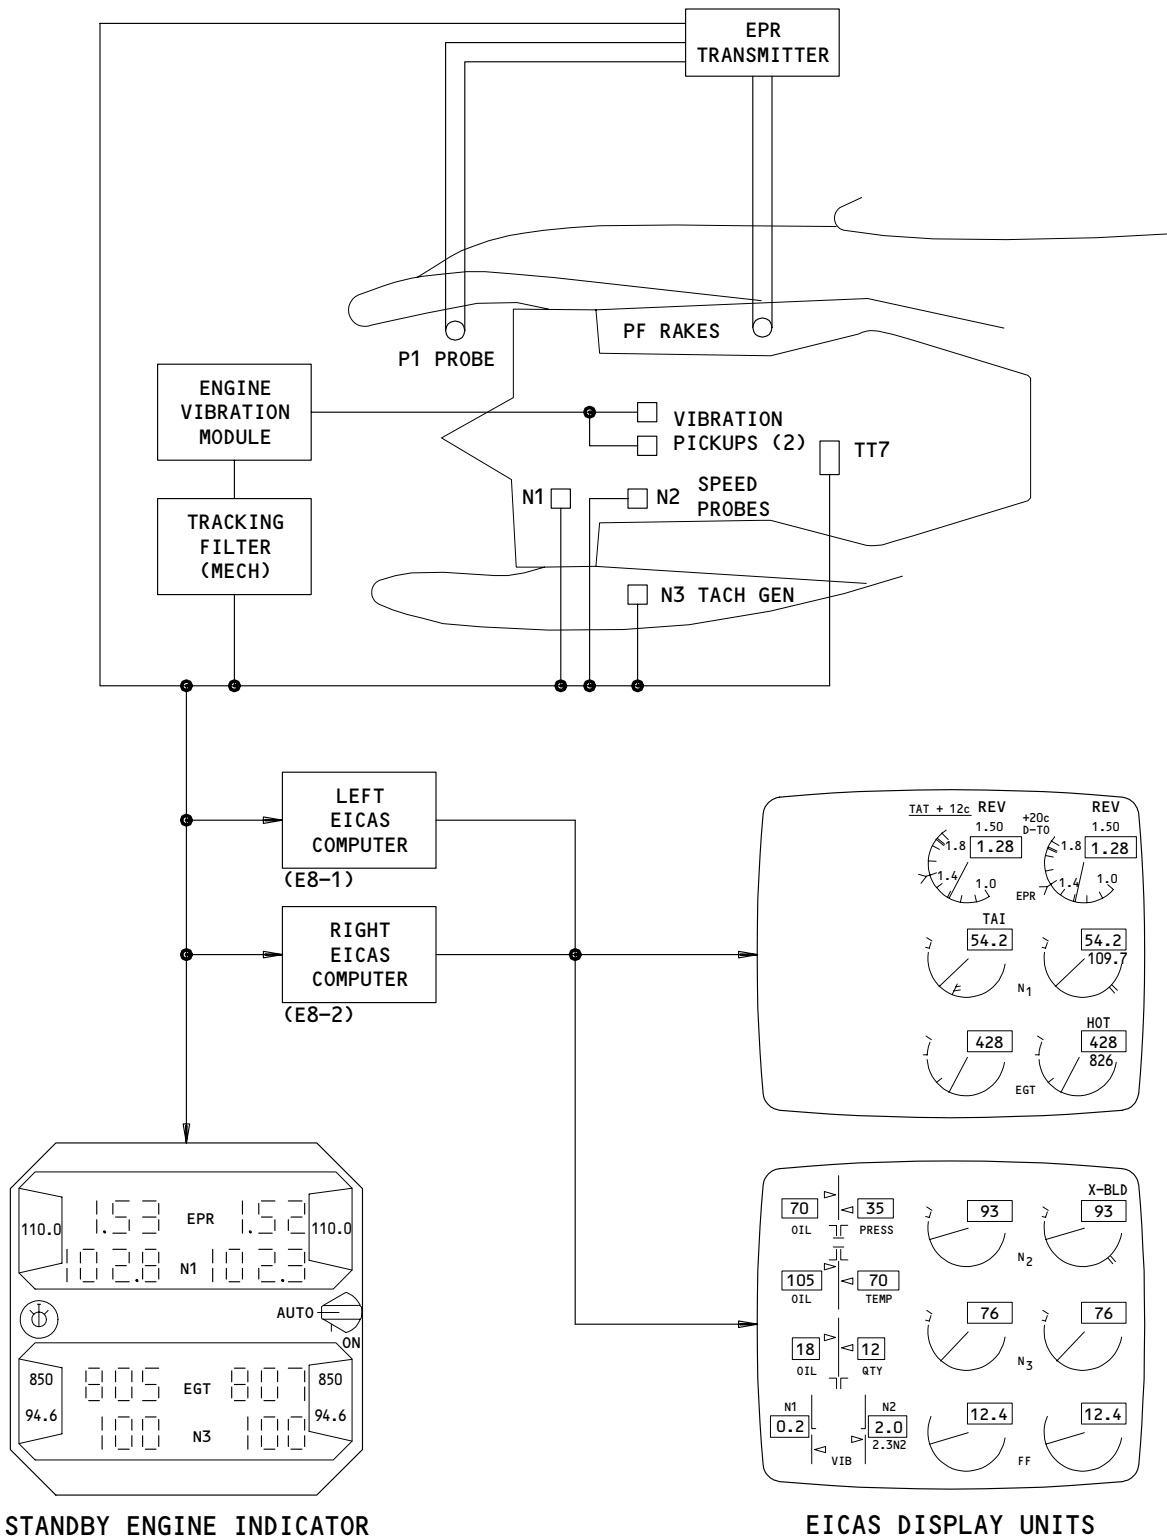 EPR
TRANSMITTER
PF RAKES
P1 PROBE
ENGINE
VIBRATION
MODULE
VIBRATION
PICKUPS (2)
TT7
N1
N2
SPEED
PROBES
TRACKING
FILTER
(MECH)
N3 TACH GEN
LEFT
EICAS
COMPUTER
(E8-1)
RIGHT
EICAS
COMPUTER
(E8-2)
TAT + 12c REV
+20c
D-TO
REV
1.50
1.50
1.8
1.28
1.8
1.28
1.4
1.0
EPR
1.4
1.0
TAI
54.2
54.2
109.7
N1
HOT
428
428
826
EGT
110.0
1.53
EPR
1.52
110.0
102.8
N1
102.3
AUTO
ON
850
805
EGT
807
850
94.6
100
N3
100
94.6
STANDBY ENGINE INDICATOR
70
35
OIL
PRESS
105
70
OIL
TEMP
18
12
OIL
QTY
N1
N2
0.2
2.0
2.3N2
VIB
X-BLD
93
93
N2
76
76
N3
12.4
12.4
FF
EICAS DISPLAY UNITS